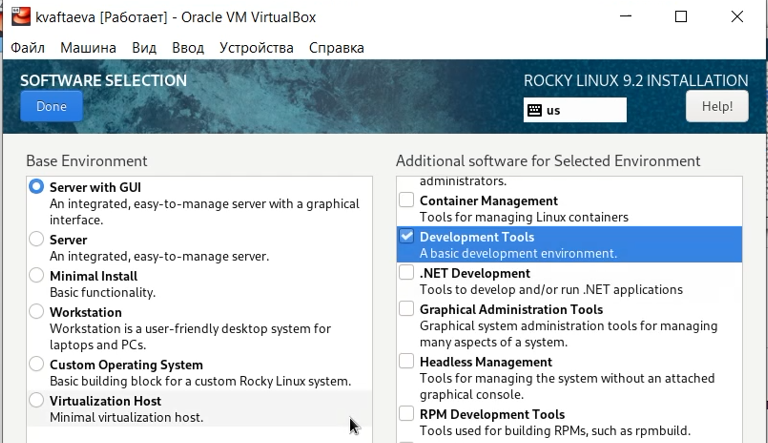 kvaftaeva [Работает] - Oracle VM VirtualBox
Файл Машина Вид Ввод Устройства Справка
SOFTWARE SELECTION
ROCKY LINUX 9.2 INSTALLATION
Done
us
Help!
Base Environment
Server with GUI
An integrated, easy-to-manage server with a graphical
interface.
Server
An integrated, easy-to-manage server.
Minimal Install
Basic functionality.
Workstation
Workstation is a user-friendly desktop system for
laptops and PCs.
Custom Operating System
Basic building block for a custom Rocky Linux system.
Virtualization Host
Minimal virtualization host.
Additional software for Selected Environment
administrators.
Container Management
Tools for managing Linux containers
Development Tools
A basic development environment.
.NET Development
Tools to develop and/or run .NET applications
Graphical Administration Tools
Graphical system administration tools for managing
many aspects of a system.
Headless Management
Tools for managing the system without an attached
graphical console.
RPM Development Tools
Tools used for building RPMs, such as rpmbuild.